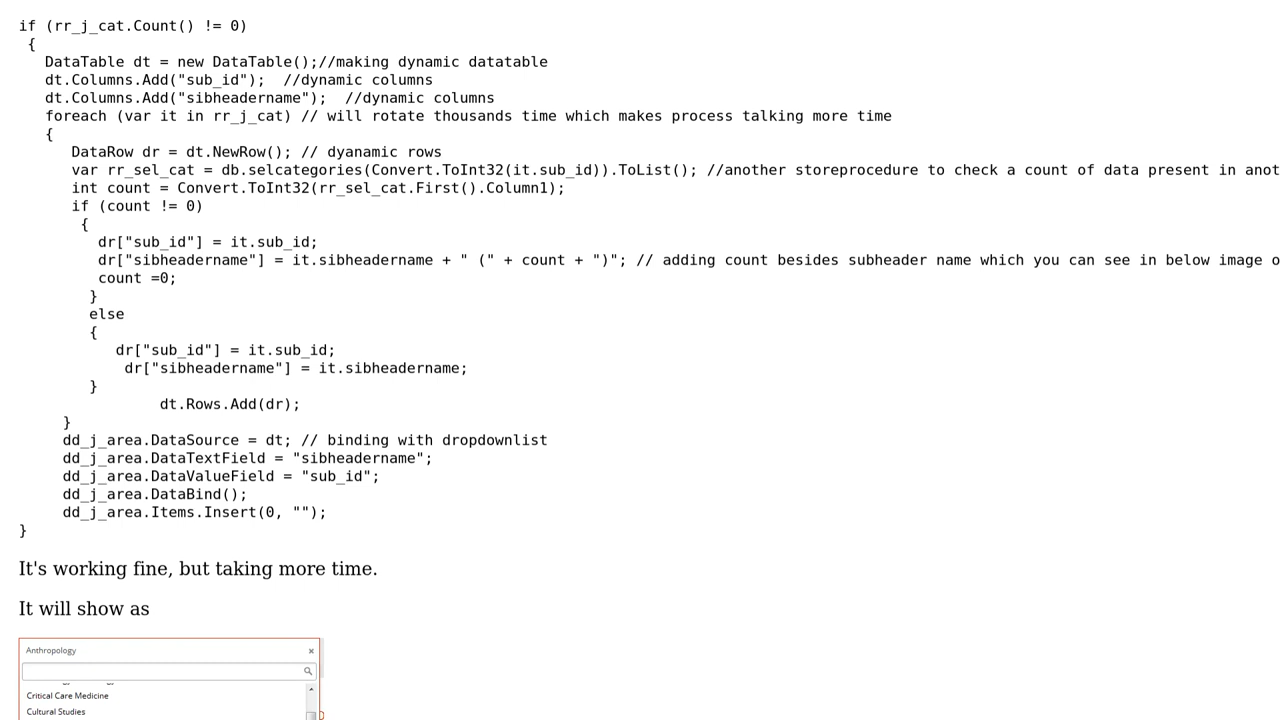 if (rr_j_cat.Count() != 0)
{
DataTable dt = new DataTable();//making dynamic datatable
dt.Columns.Add("sub_id");  //dynamic columns
dt.Columns.Add("sibheadername");  //dynamic columns
foreach (var it in rr_j_cat) // will rotate thousands time which makes process talking more time
{
DataRow dr = dt.NewRow(); // dyanamic rows
var rr_sel_cat = db.selcategories(Convert.ToInt32(it.sub_id)).ToList(); //another storeprocedure to check a count of data present in anot
int count = Convert.ToInt32(rr_sel_cat.First().Column1);
if (count != 0)
{
dr["sub_id"] = it.sub_id;
dr["sibheadername"] = it.sibheadername + " (" + count + ")"; // adding count besides subheader name which you can see in below image o
count =0;
}
else
{
dr["sub_id"] = it.sub_id;
dr["sibheadername"] = it.sibheadername;
}
dt.Rows.Add(dr);
}
dd_j_area.DataSource = dt; // binding with dropdownlist
dd_j_area.DataTextField = "sibheadername";
dd_j_area.DataValueField = "sub_id";
dd_j_area.DataBind();
dd_j_area.Items.Insert(0, "");
}
It's working fine, but taking more time.
It will show as
Anthropology
Critical Care Medicine
Cultural Studies